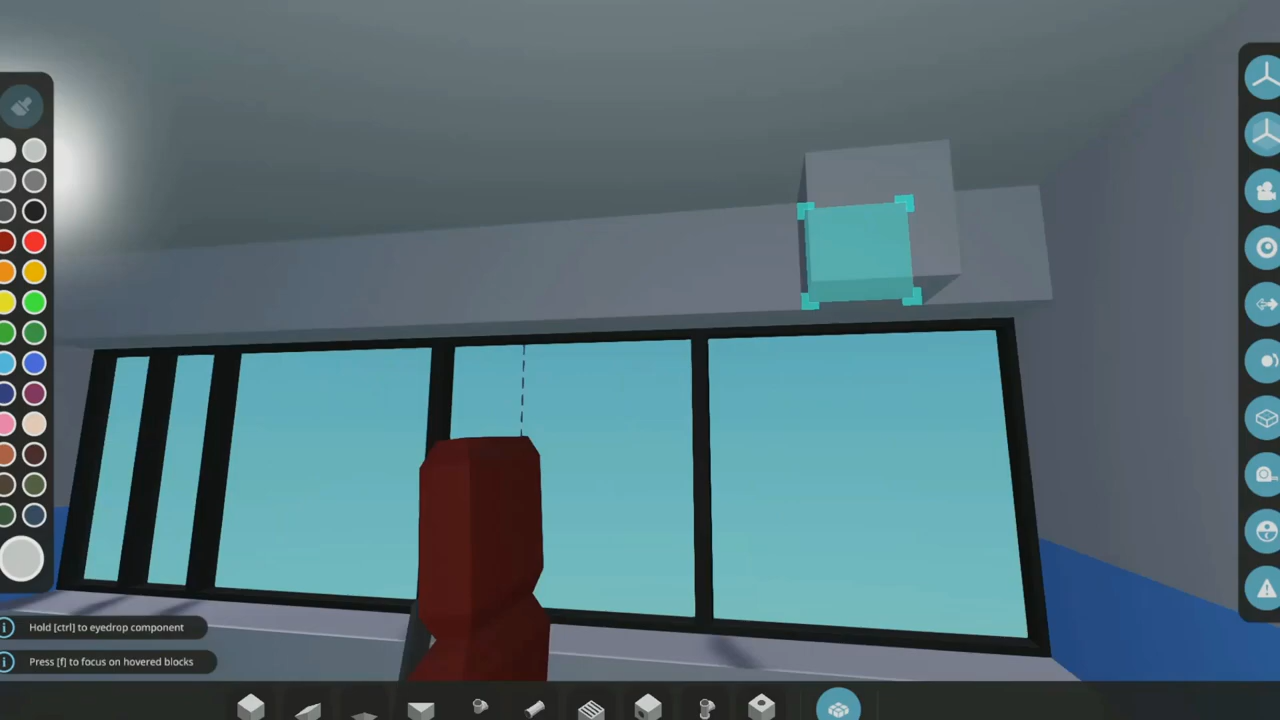 Hold [ctrl] to eyedrop component
Press [f] to focus on hovered blocks